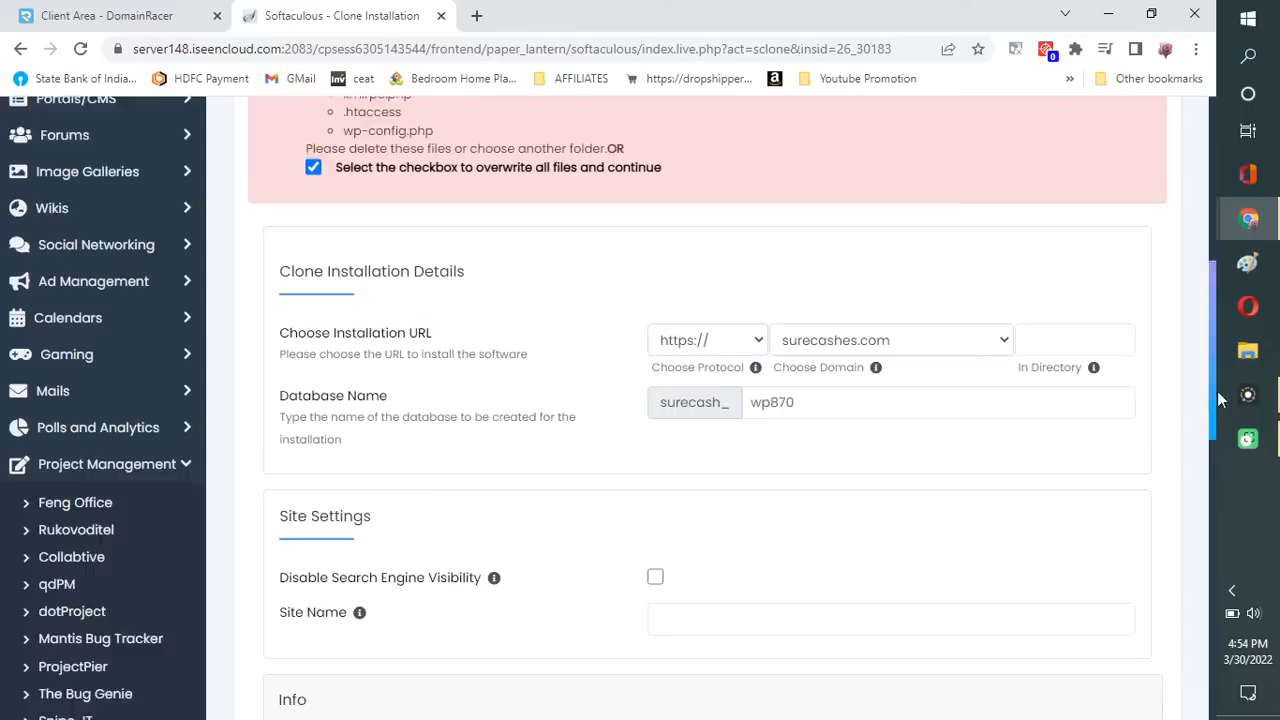 Client Area - DomainRacer
Softaculous - Clone Installation
server148.iseencloud.com:2083/cpsess6305143544/frontend/paper_lantern/softaculous/index.live.php?act=sclone&insid=26_30183
0
State Bank of India...
HDFC Payment
GMail
Inv
ceat
Bedroom Home Pla...
AFFILIATES
https://dropshipper...
Youtube Promotion
Other bookmarks
Portals/CMS
Forums
Image Galleries
Wikis
Social Networking
Ad Management
Calendars
Gaming
Mails
Polls and Analytics
Project Management
Feng Office
Rukovoditel
Collabtive
qdPM
dotProject
Mantis Bug Tracker
ProjectPier
The Bug Genie
xmlrpc.php
.htaccess
wp-config.php
Please delete these files or choose another folder.OR
Select the checkbox to overwrite all files and continue
Clone Installation Details
Choose Installation URL
Please choose the URL to install the software
https://
surecashes.com
Choose Protocol
Choose Domain
In Directory
Database Name
Type the name of the database to be created for the
installation
surecash_
wp870
Site Settings
Disable Search Engine Visibility
Site Name
Info
4:54 PM
3/30/2022